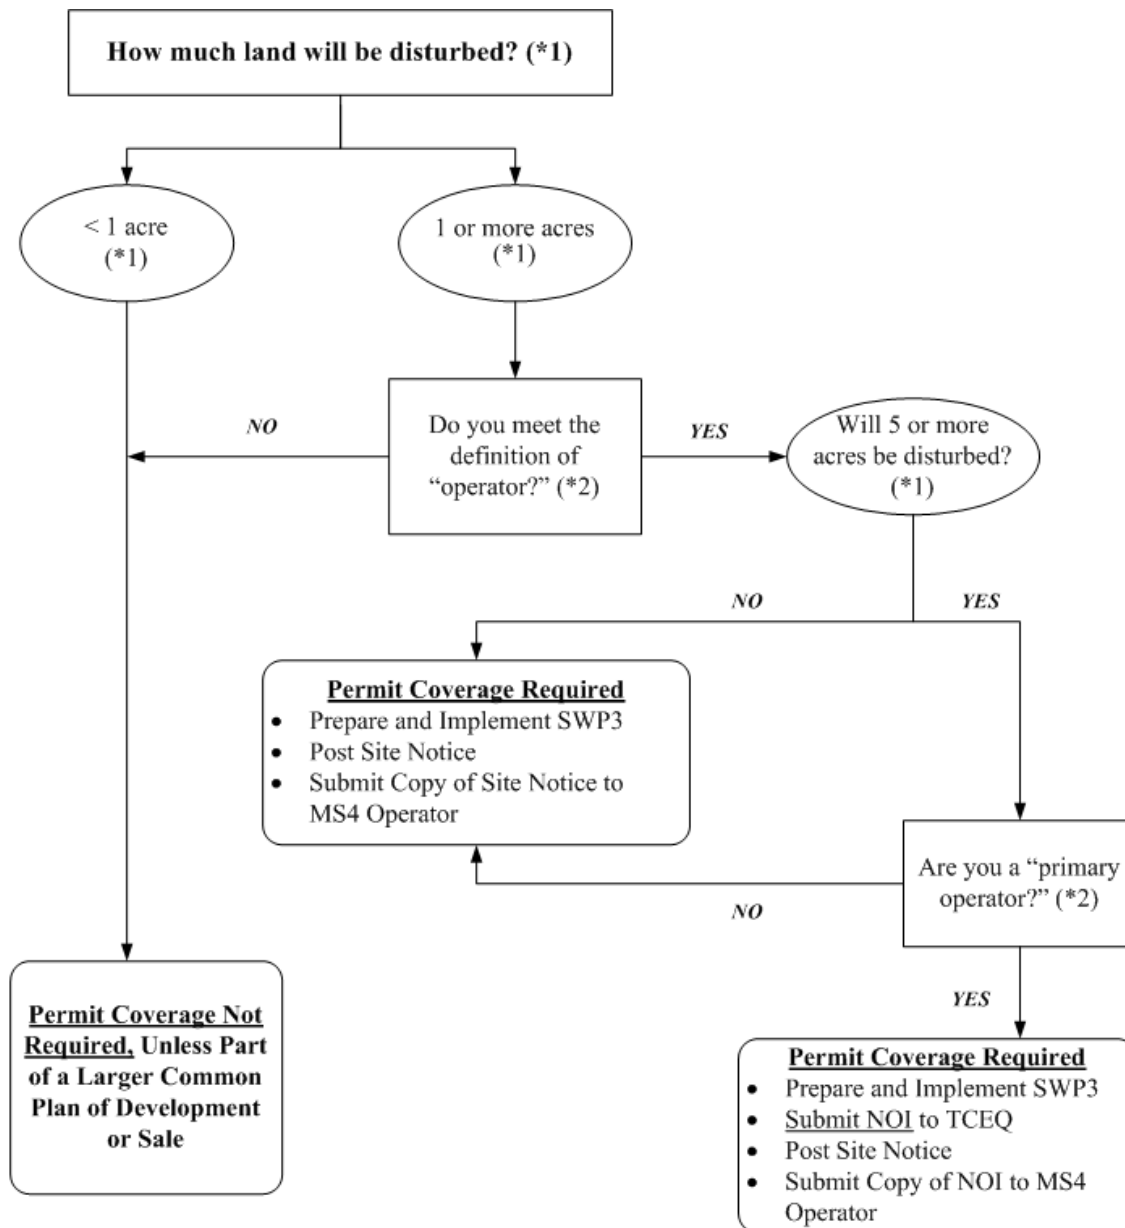 How much land will be disturbed? (*1)
< 1 acre
(*1)
1 or more acres
(*1)
Do you meet the
definition of
“operator?” (*2)
NO
YES
Will 5 or more
acres be disturbed?
(*1)
NO
YES
Permit Coverage Required
• Prepare and Implement SWP3
• Post Site Notice
• Submit Copy of Site Notice to
MS4 Operator
Are you a “primary
operator?” (*2)
NO
YES
Permit Coverage Not
Required, Unless Part
of a Larger Common
Plan of Development
or Sale
Permit Coverage Required
• Prepare and Implement SWP3
• Submit NOI to TCEQ
• Post Site Notice
• Submit Copy of NOI to MS4
Operator